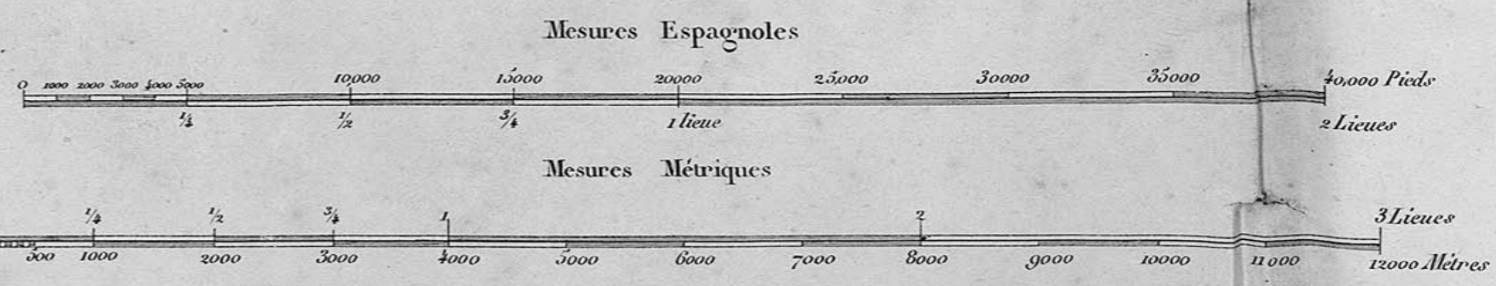 Mesures Espagnoles
0 1000 2000 3000 4000 5000 10,000 15000 20000 25,000 30000 35000 40,000 Pieds
1/4 1/2 3/4 1 lieue 2 Lieues
Mesures Métriques
1/4 1/2 3/4 1 2 3 Lieues
500 1000 2000 3000 4000 5000 6000 7000 8000 9000 10000 11000 12000 Métres